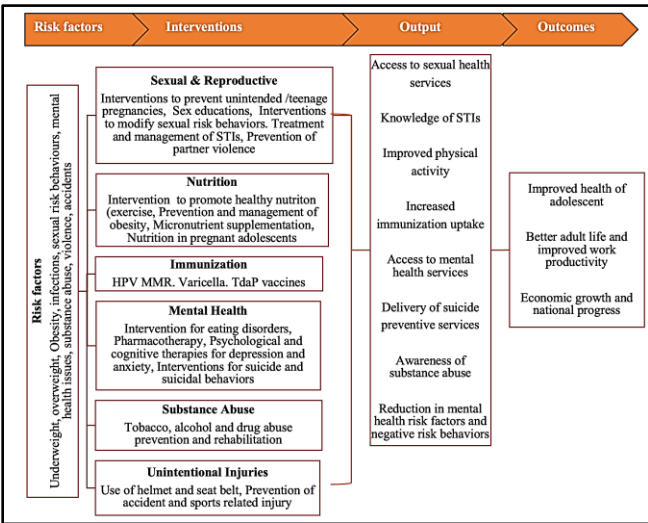 Risk factors
Interventions
Output
Outcomes
Risk factors
Underweight, overweight, Obesity, infections, sexual risk behaviours, mental
health issues, substance abuse, violence, accidents
Sexual & Reproductive
Interventions to prevent unintended /teenage
pregnancies, Sex educations, Interventions
to modify sexual risk behaviors. Treatment
and management of STIs, Prevention of
partner violence
Nutrition
Intervention to promote healthy nutriton
(exercise, Prevention and management of
obesity, Micronutrient supplementation,
Nutrition in pregnant adolescents
Immunization
HPV MMR. Varicella. TdaP vaccines
Mental Health
Intervention for eating disorders,
Pharmacotherapy, Psychological and
cognitive therapies for depression and
anxiety, Interventions for suicide and
suicidal behaviors
Substance Abuse
Tobacco, alcohol and drug abuse
prevention and rehabilitation
Unintentional Injuries
Use of helmet and seat belt, Prevention of
accident and sports related injury
Access to sexual health
services
Knowledge of STIs
Improved physical
activity
Increased
immunization uptake
Access to mental
health services
Delivery of suicide
preventive services
Awareness of
substance abuse
Reduction in mental
health risk factors and
negative risk behaviors
Improved health of
adolescent
Better adult life and
improved work
productivity
Economic growth and
national progress